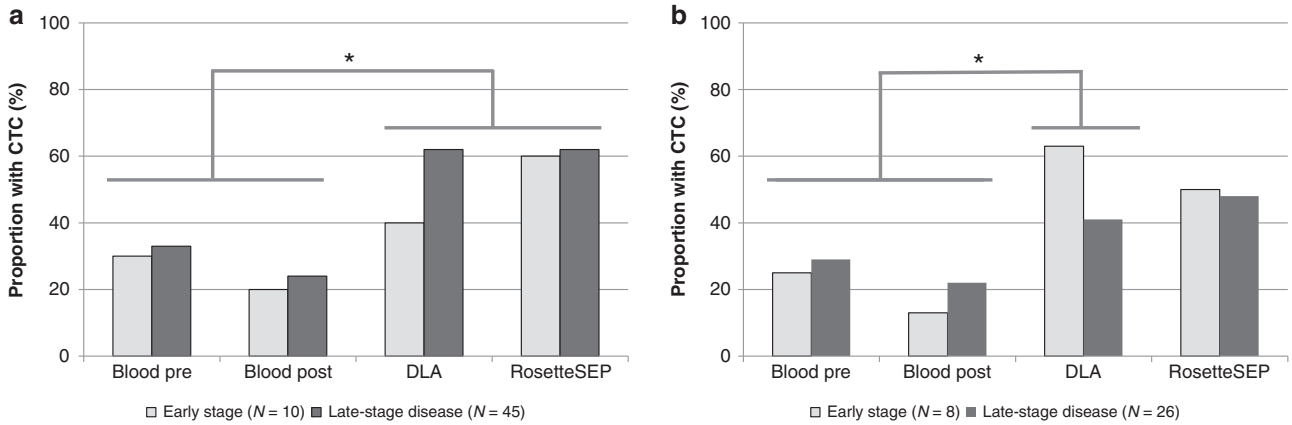 a
Proportion with CTC (%)
100
80
60
40
20
0
*
Blood pre
Blood post
DLA
RosetteSEP
Early stage (N = 10)
Late-stage disease (N = 45)
b
Proportion with CTC (%)
100
80
60
40
20
0
*
Blood pre
Blood post
DLA
RosetteSEP
Early stage (N = 8)
Late-stage disease (N = 26)